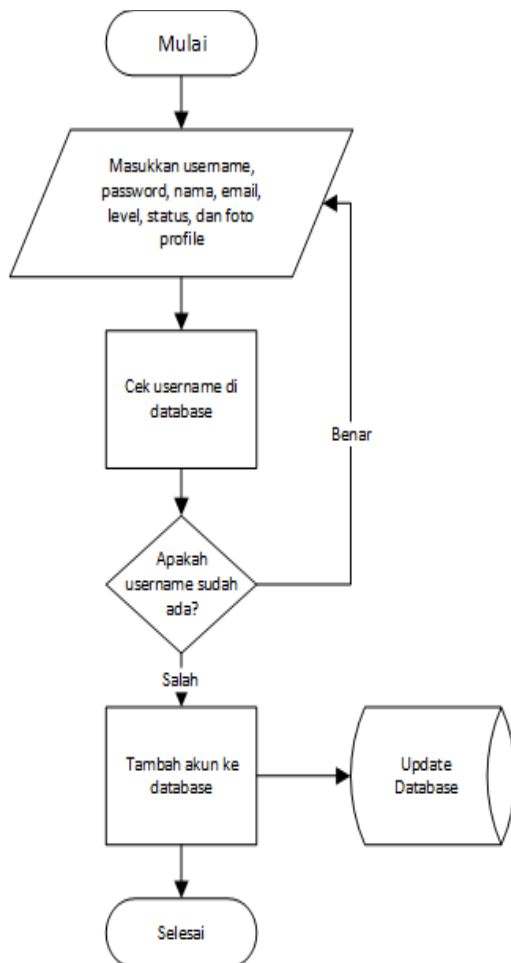 Mulai
Masukkan username,
password, nama, email,
level, status, dan foto
profile
Cek username di
database
Benar
Apakah
username sudah
ada?
Salah
Tambah akun ke
database
Update
Database
Selesai